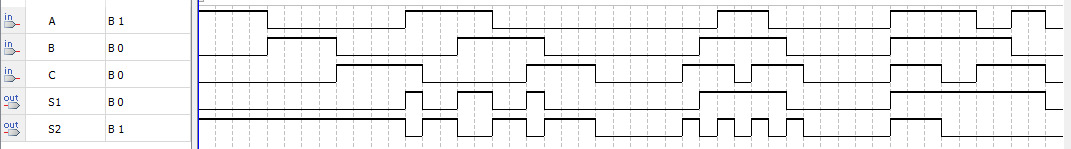 in A B 1
in B B 0
in C B 0
out S1 B 0
out S2 B 1